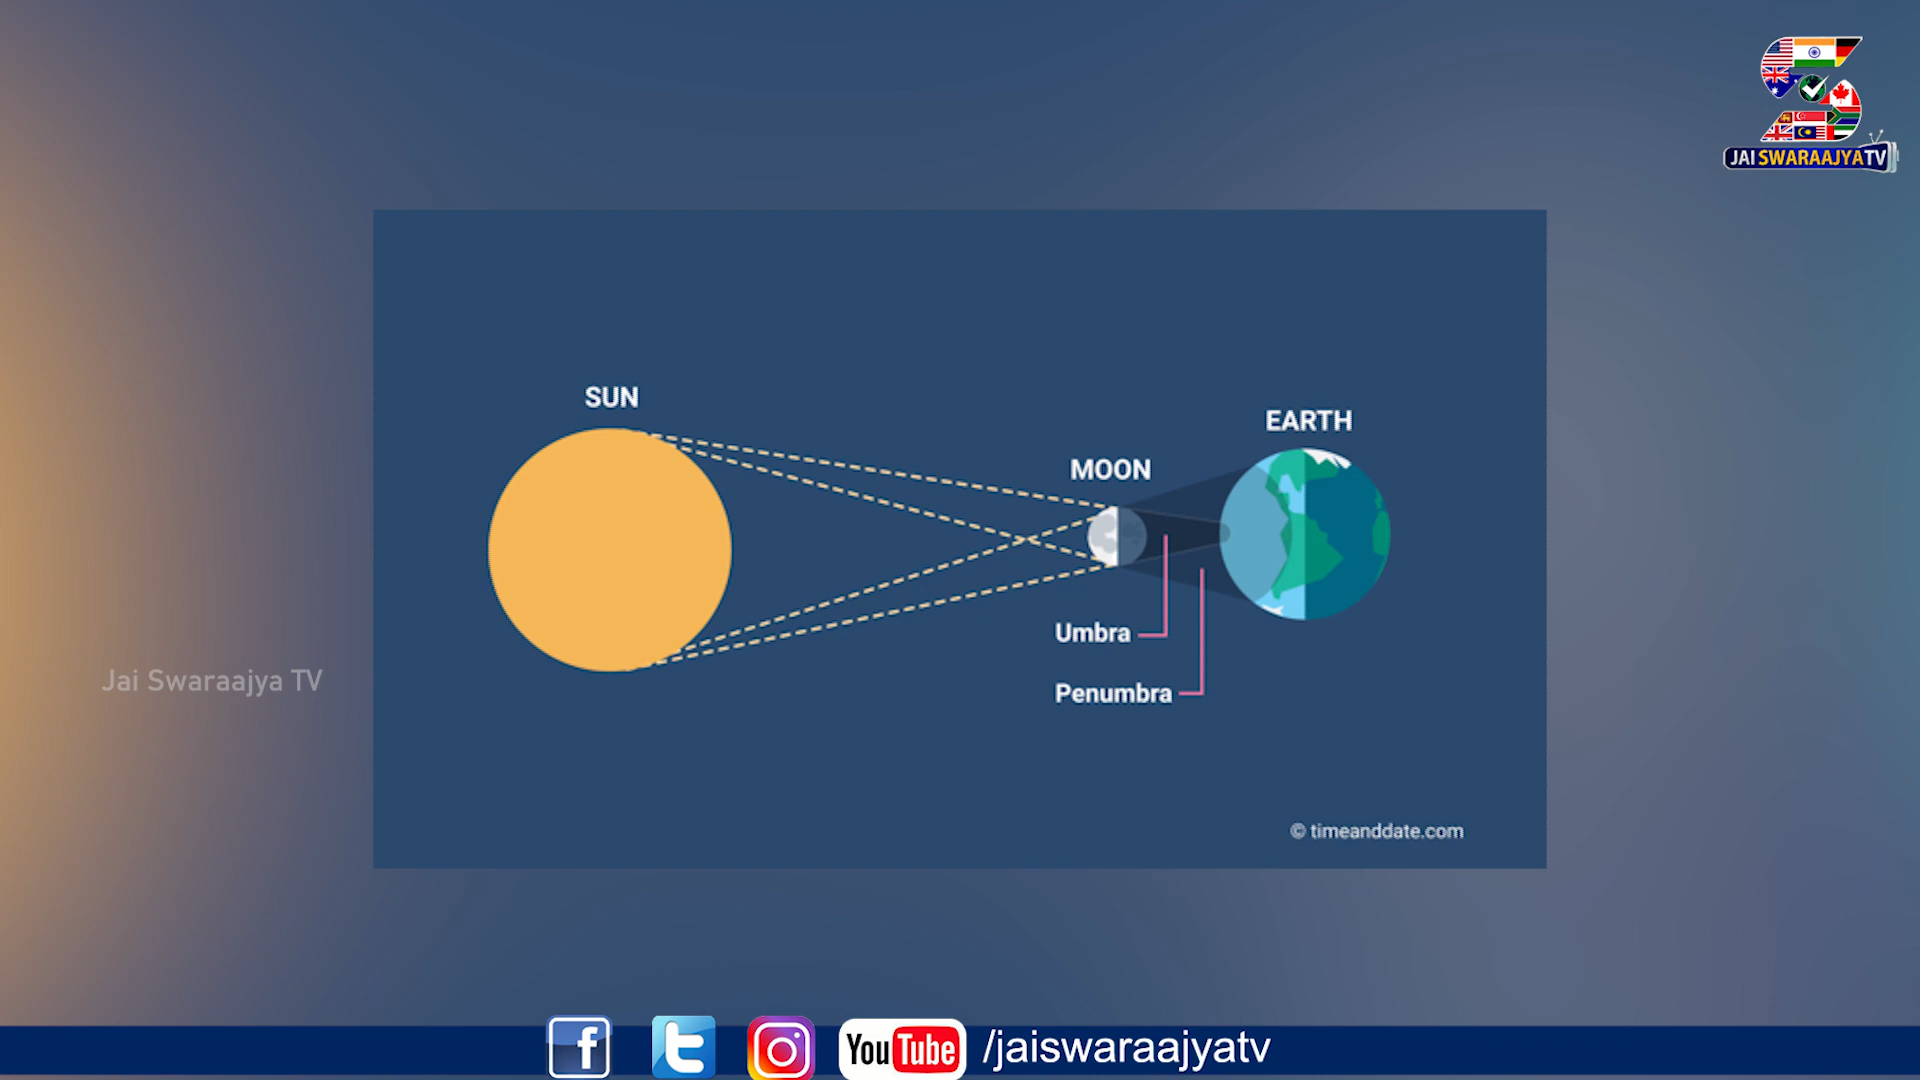 JAI SWARAAJYA TV
SUN
EARTH
MOON
Umbra
Penumbra
Jai Swaraajya TV
© timeanddate.com
You Tube /jaiswaraajyatv